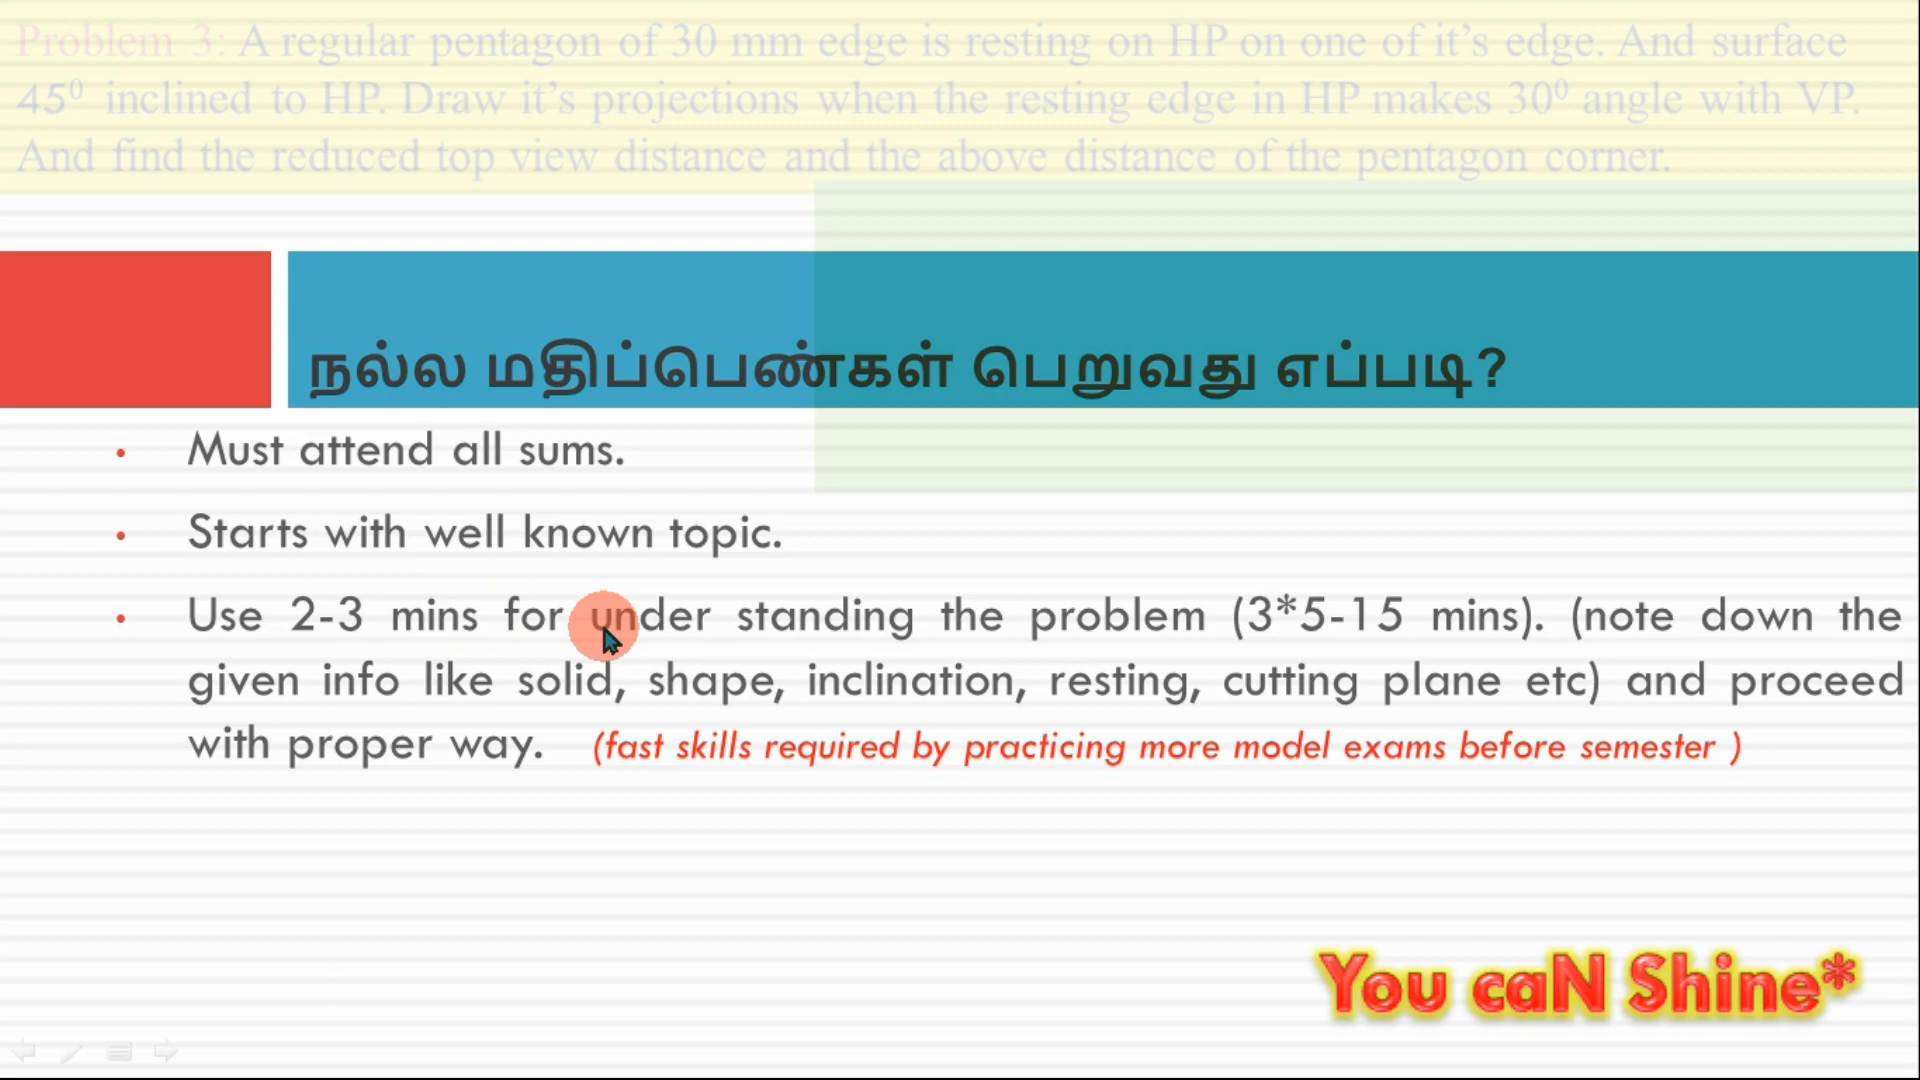 Problem 3: A regular pentagon of 30 mm edge is resting on HP on one of it's edge. And surface
45⁰ inclined to HP. Draw it's projections when the resting edge in HP makes 30⁰ angle with VP.
And find the reduced top view distance and the above distance of the pentagon corner.
நல்ல மதிப்பெண்கள் பெறுவது எப்படி?
• Must attend all sums.
• Starts with well known topic.
• Use 2-3 mins for under standing the problem (3*5-15 mins). (note down the
given info like solid, shape, inclination, resting, cutting plane etc) and proceed
with proper way. (fast skills required by practicing more model exams before semester )
You caN Shine*